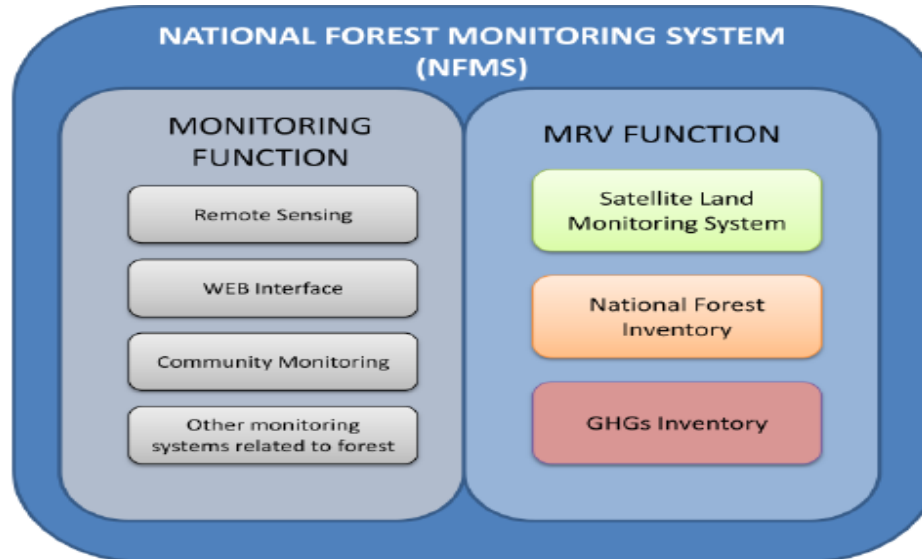 NATIONAL FOREST MONITORING SYSTEM
(NFMS)
MONITORING
FUNCTION
Remote Sensing
WEB Interface
Community Monitoring
Other monitoring
systems related to forest
MRV FUNCTION
Satellite Land
Monitoring System
National Forest
Inventory
GHGs Inventory